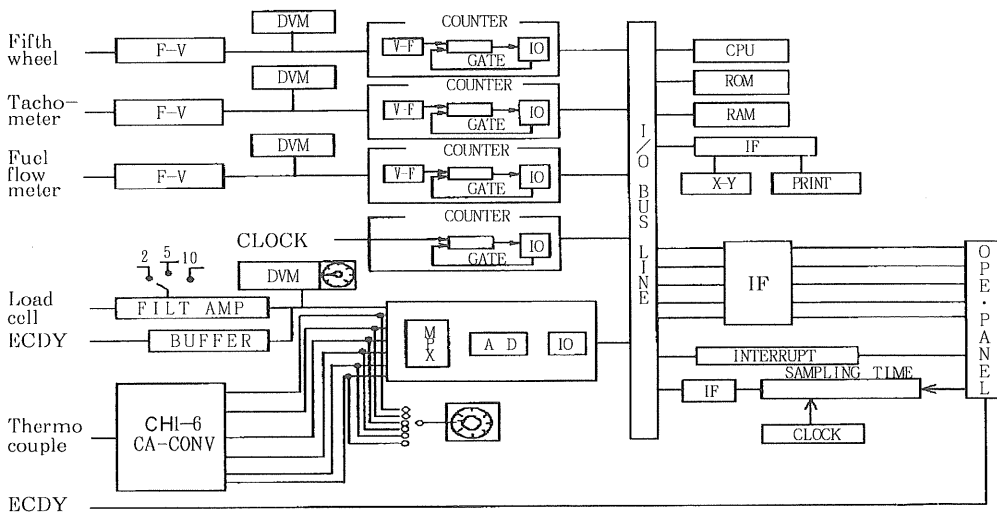 Fifth wheel
F-V
DVM
COUNTER
V-F
GATE
IO
Tacho-
meter
F-V
DVM
COUNTER
V-F
GATE
IO
Fuel
flow
meter
F-V
DVM
COUNTER
V-F
GATE
IO
CLOCK
COUNTER
GATE
IO
I/O BUS LINE
CPU
ROM
RAM
IF
X-Y
PRINT
IF
OPE・PANEL
INTERRUPT
SAMPLING TIME
IF
CLOCK
2 5 10
DVM
Load
cell
FILT AMP
ECDY
BUFFER
MPX
A D
IO
Thermo
couple
CH1-6
CA-CONV
ECDY